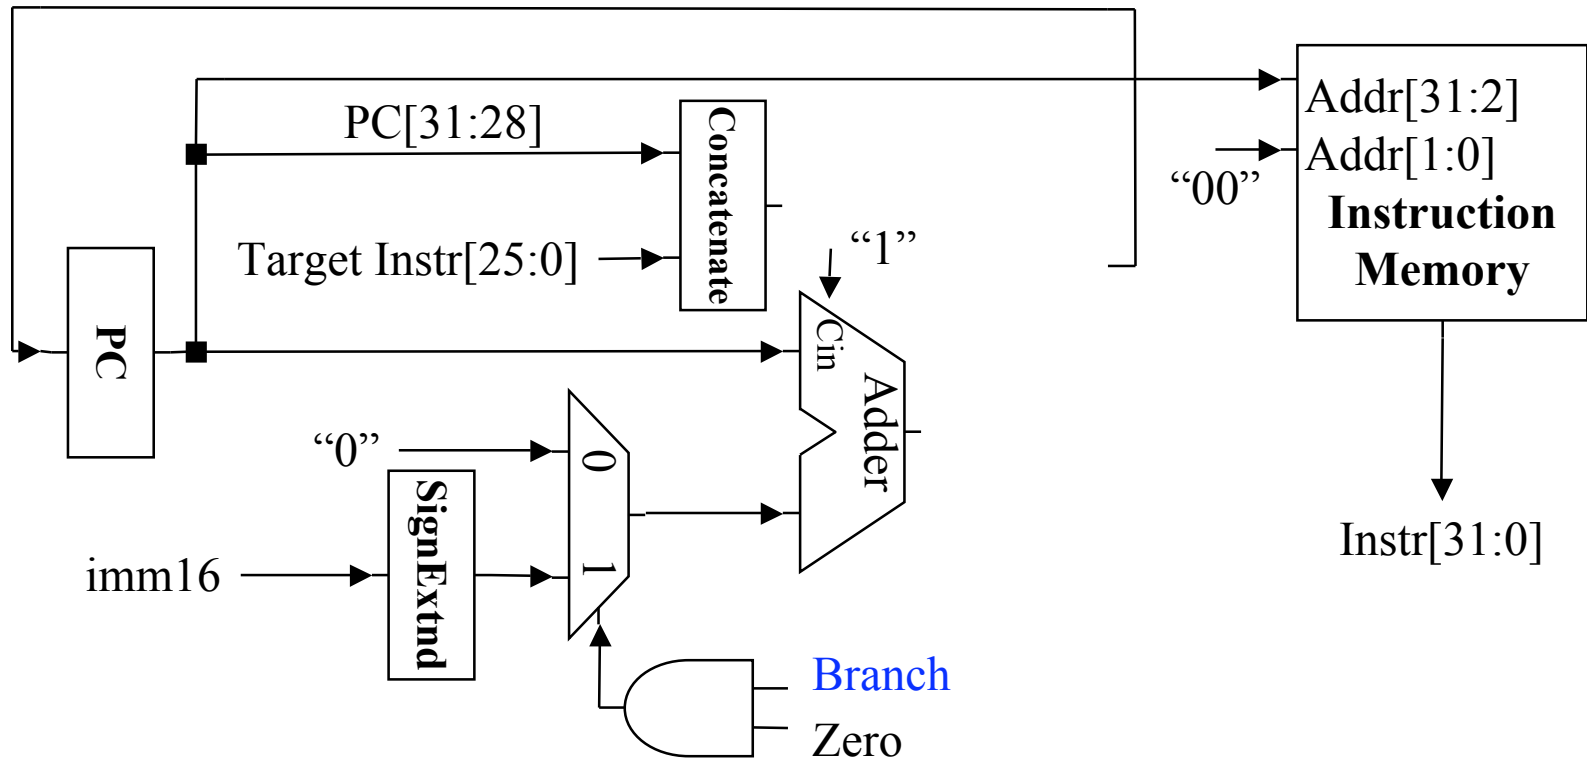 PC[31:28]
Concatenate
Addr[31:2]
Addr[1:0]
“00”
Instruction
Memory
Target Instr[25:0]
“1”
PC
Cin
Adder
“0”
0
SignExtnd
1
imm16
Instr[31:0]
Branch
Zero